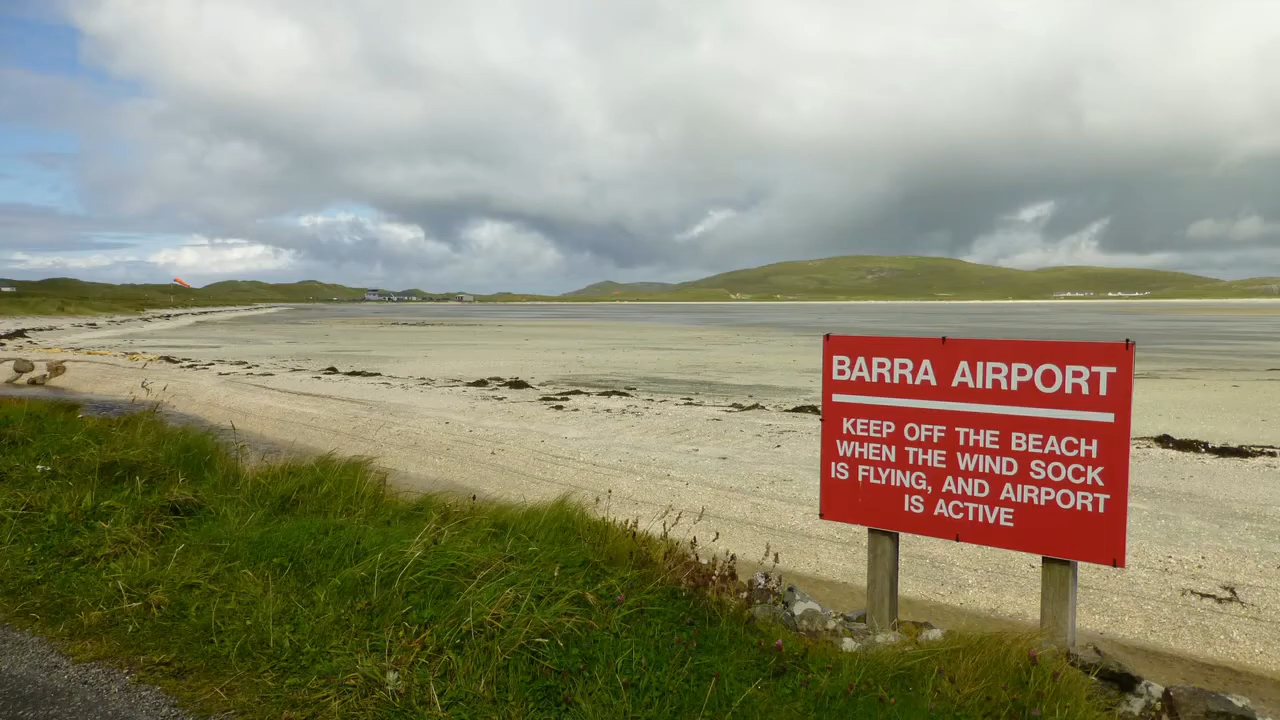 BARRA AIRPORT
KEEP OFF THE BEACH
WHEN THE WIND SOCK
IS FLYING, AND AIRPORT
IS ACTIVE